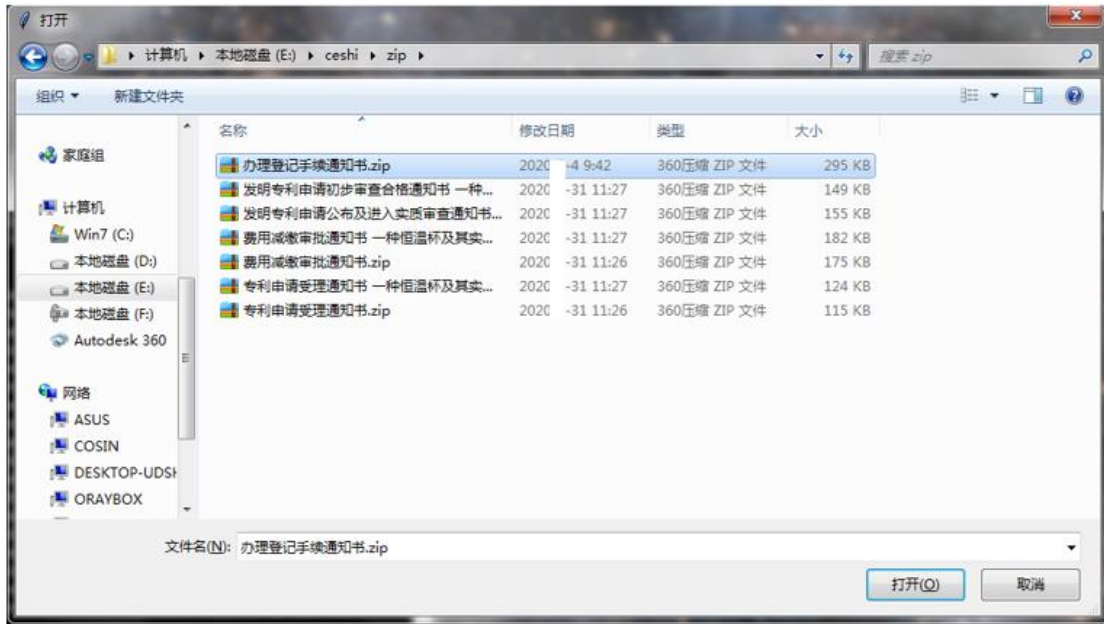 打开
计算机 本地磁盘 (E:) ceshi zip
搜索 zip
组织 新建文件夹
名称 修改日期 类型 大小
家庭组
计算机
Win7 (C:)
本地磁盘 (D:)
本地磁盘 (E:)
本地磁盘 (F:)
Autodesk 360
网络
ASUS
COSIN
DESKTOP-UDSH
ORAYBOX
办理登记手续通知书.zip 2020 -4 9:42 360压缩 ZIP 文件 295 KB
发明专利申请初步审查合格通知书 一种... 2020 -31 11:27 360压缩 ZIP 文件 149 KB
发明专利申请公布及进入实质审查通知书... 2020 -31 11:27 360压缩 ZIP 文件 155 KB
费用减缴审批通知书 一种恒温杯及其实... 2020 -31 11:27 360压缩 ZIP 文件 182 KB
费用减缴审批通知书.zip 2020 -31 11:26 360压缩 ZIP 文件 175 KB
专利申请受理通知书 一种恒温杯及其实... 2020 -31 11:27 360压缩 ZIP 文件 124 KB
专利申请受理通知书.zip 2020 -31 11:26 360压缩 ZIP 文件 115 KB
文件名(N): 办理登记手续通知书.zip
打开(O) 取消